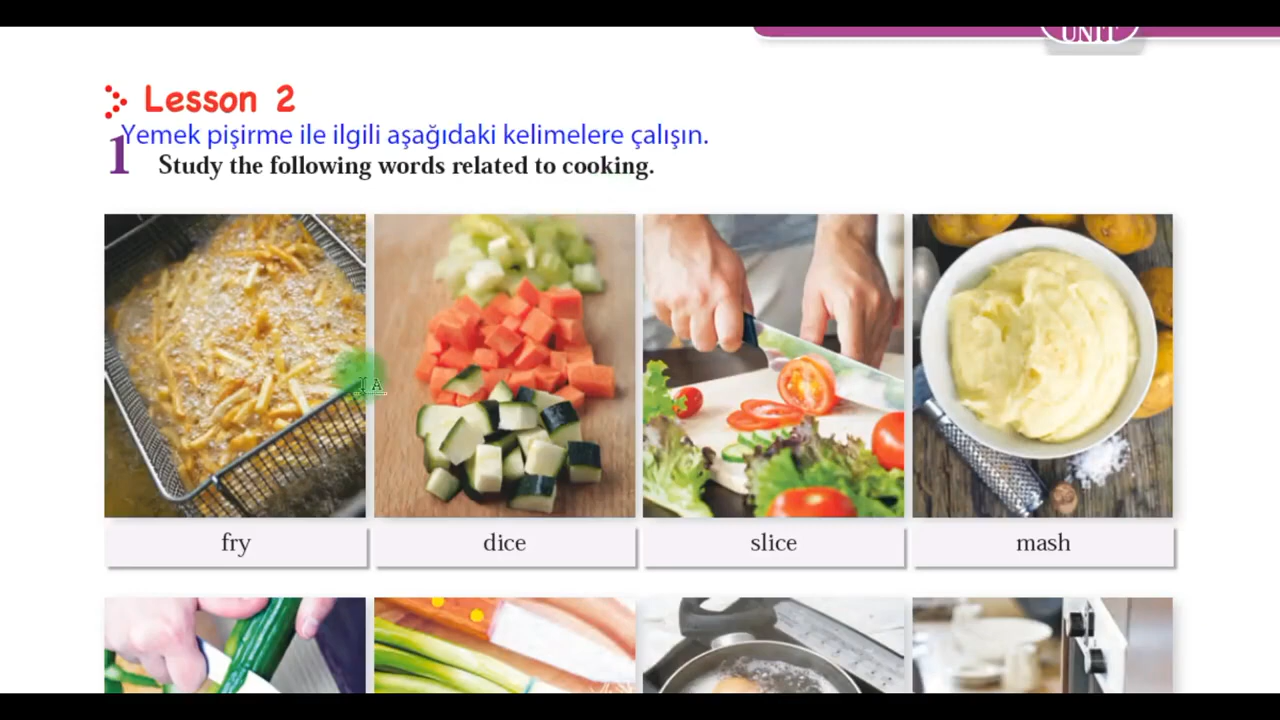 UNIT
Lesson 2
Yemek pişirme ile ilgili aşağıdaki kelimelere çalışın.
1 Study the following words related to cooking.
fry dice slice mash